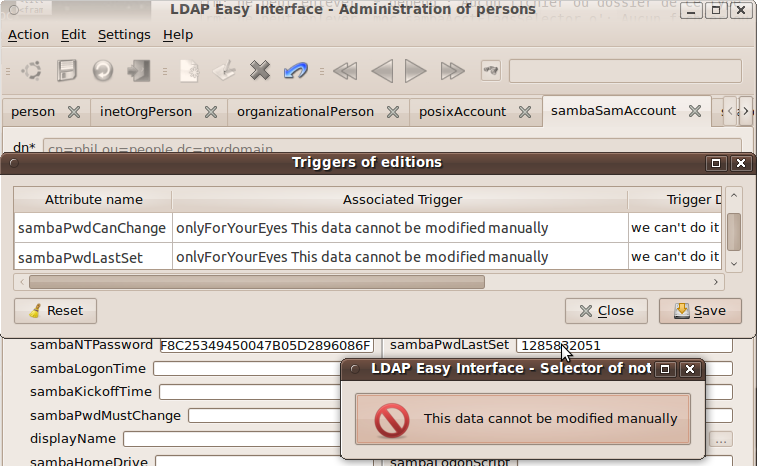 LDAP Easy Interface - Administration of persons
Action Edit Settings Help
person inetOrgPerson organizationalPerson posixAccount sambaSamAccount
dn* cn=phil,ou=people,dc=mydomain
Triggers of editions
Attribute name Associated Trigger Trigger D
sambaPwdCanChange onlyForYourEyes This data cannot be modified manually we can't do it
sambaPwdLastSet onlyForYourEyes This data cannot be modified manually we can't do it
Reset Close Save
sambaNTPassword F8C25349450047B05D2896086F sambaPwdLastSet
sambaLogonTime
LDAP Easy Interface - Selector of not
sambaKickoffTime
sambaPwdMustChange This data cannot be modified manually
displayName ...
sambaHomeDrive sambaLogonScript